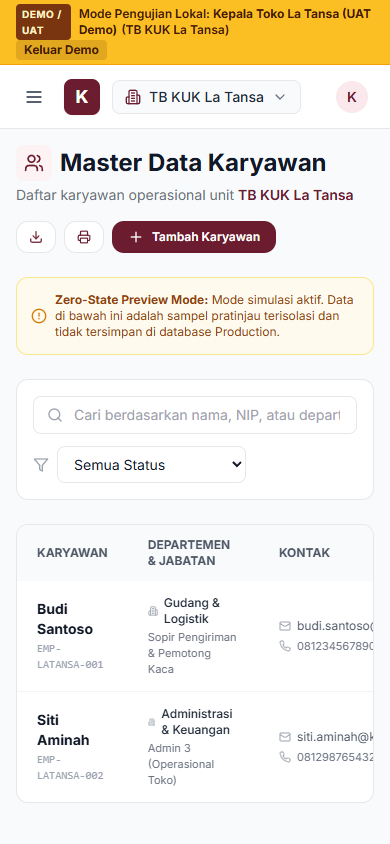 DEMO / UAT
Mode Pengujian Lokal: Kepala Toko La Tansa (UAT
Demo) (TB KUK La Tansa)
Keluar Demo
K
TB KUK La Tansa
K
Master Data Karyawan
Daftar karyawan operasional unit TB KUK La Tansa
Tambah Karyawan
Zero-State Preview Mode: Mode simulasi aktif. Data
di bawah ini adalah sampel pratinjau terisolasi dan
tidak tersimpan di database Production.
Cari berdasarkan nama, NIP, atau depart
Semua Status
KARYAWAN
DEPARTEMEN
& JABATAN
KONTAK
Budi
Santoso
EMP-
LATANSA-001
Gudang &
Logistik
Sopir Pengiriman
& Pemotong
Kaca
budi.santoso@
081234567890
Siti
Aminah
EMP-
LATANSA-002
Administrasi
& Keuangan
Admin 3
(Operasional
Toko)
siti.aminah@k
081298765432